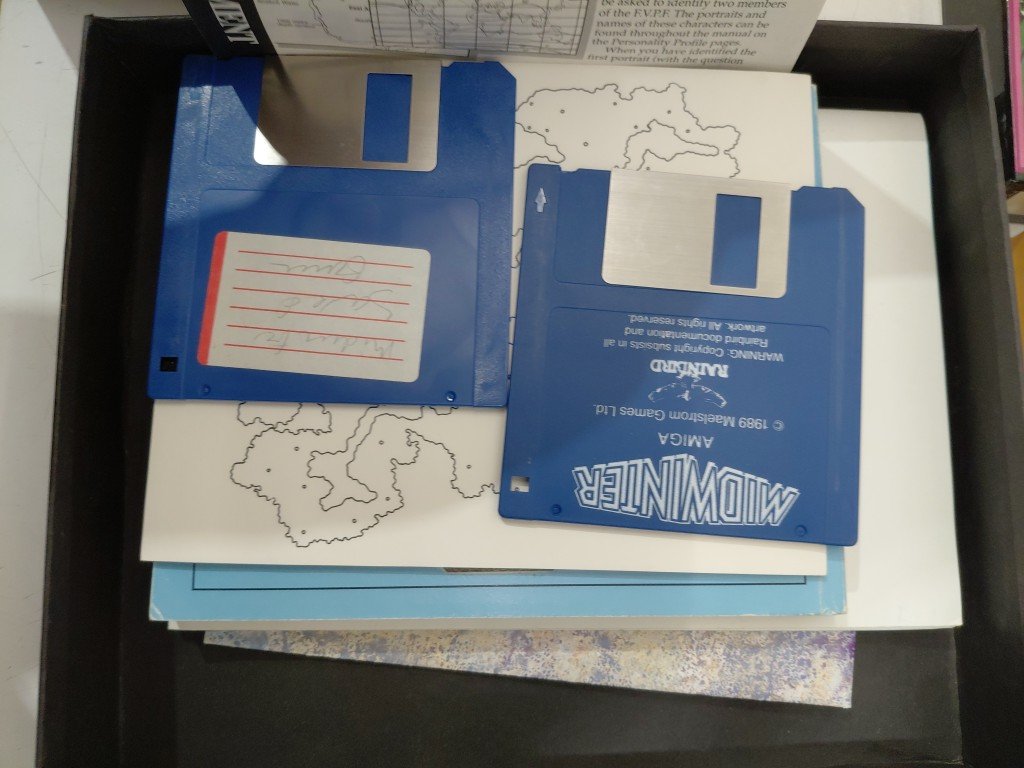 be asked to identify two members
of the F.V.P.F. The portraits and
names of these characters can be
found throughout the manual on
the Personality Profile pages.
When you have identified the
first portrait (with the question
MIDWINTER
AMIGA
© 1989 Maelstrom Games Ltd.
RAINBIRD
WARNING: Copyright subsists in all
Rainbird documentation and
artwork. All rights reserved.
Midwinter
Game